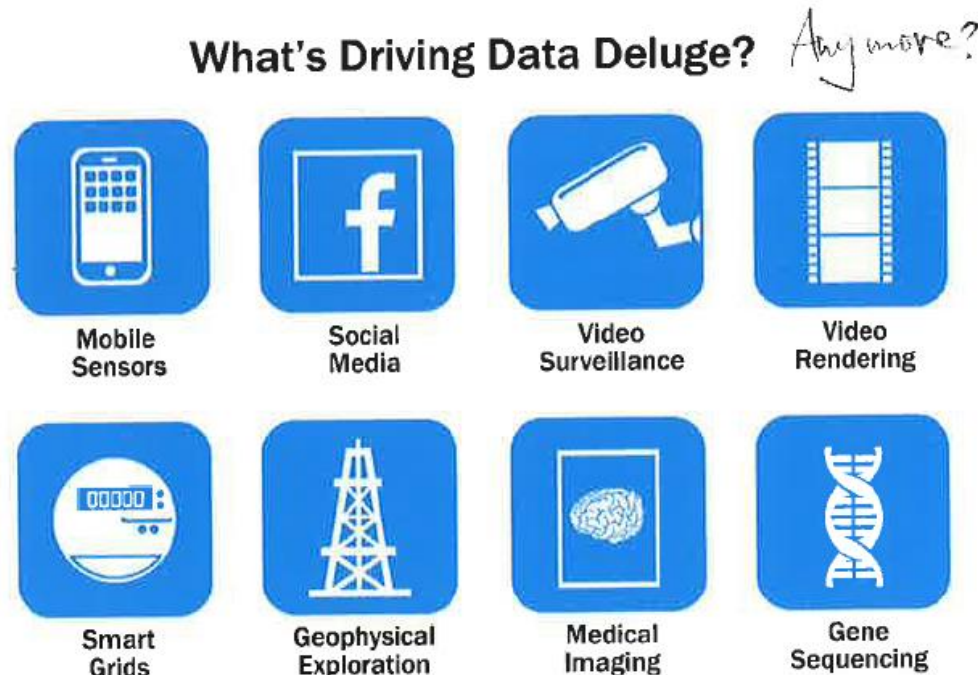 What's Driving Data Deluge? Any more?
Mobile
Sensors
Social
Media
Video
Surveillance
Video
Rendering
00000
Smart
Grids
Geophysical
Exploration
Medical
Imaging
Gene
Sequencing